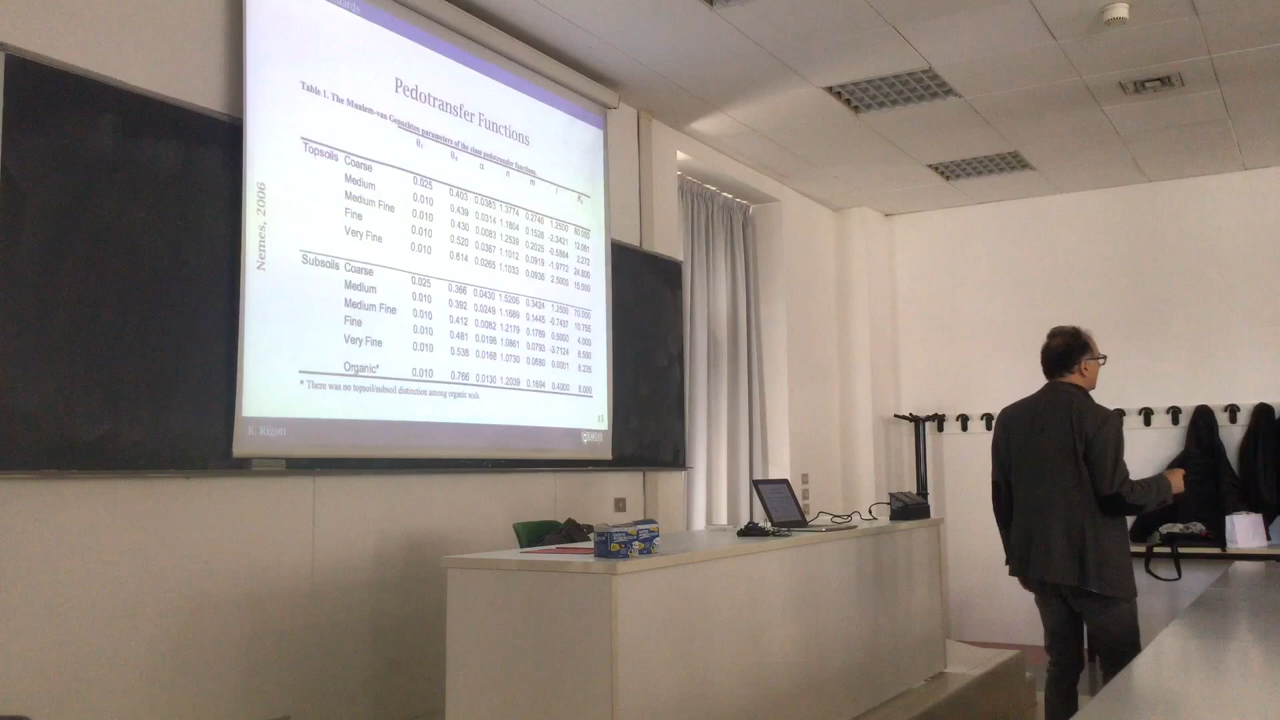 Pedotransfer Functions
Table 1. The Mualem-van Genuchten parameters of the class pedotransfer functions.
θr θs α n m l Ks
Topsoils Coarse 0.025 0.403 0.0383 1.3774 0.2740 1.2500 60.000
Medium 0.010 0.439 0.0314 1.1804 0.1528 -2.3421 12.061
Medium Fine 0.010 0.430 0.0083 1.2539 0.2025 -0.5884 2.272
Fine 0.010 0.520 0.0367 1.1012 0.0919 -1.9772 24.800
Very Fine 0.010 0.614 0.0265 1.1033 0.0936 2.5000 15.000
Subsoils Coarse 0.025 0.366 0.0430 1.5206 0.3424 1.2500 70.000
Medium 0.010 0.392 0.0249 1.1689 0.1445 -0.7437 10.755
Medium Fine 0.010 0.412 0.0082 1.2179 0.1789 0.5000 4.000
Fine 0.010 0.481 0.0198 1.0861 0.0793 -3.7124 8.500
Very Fine 0.010 0.538 0.0168 1.0730 0.0680 0.0001 8.235
Organic* 0.010 0.766 0.0130 1.2039 0.1694 0.4000 8.000
* There was no topsoil/subsoil distinction among organic soils.
Nemes, 2006
R. Rigon